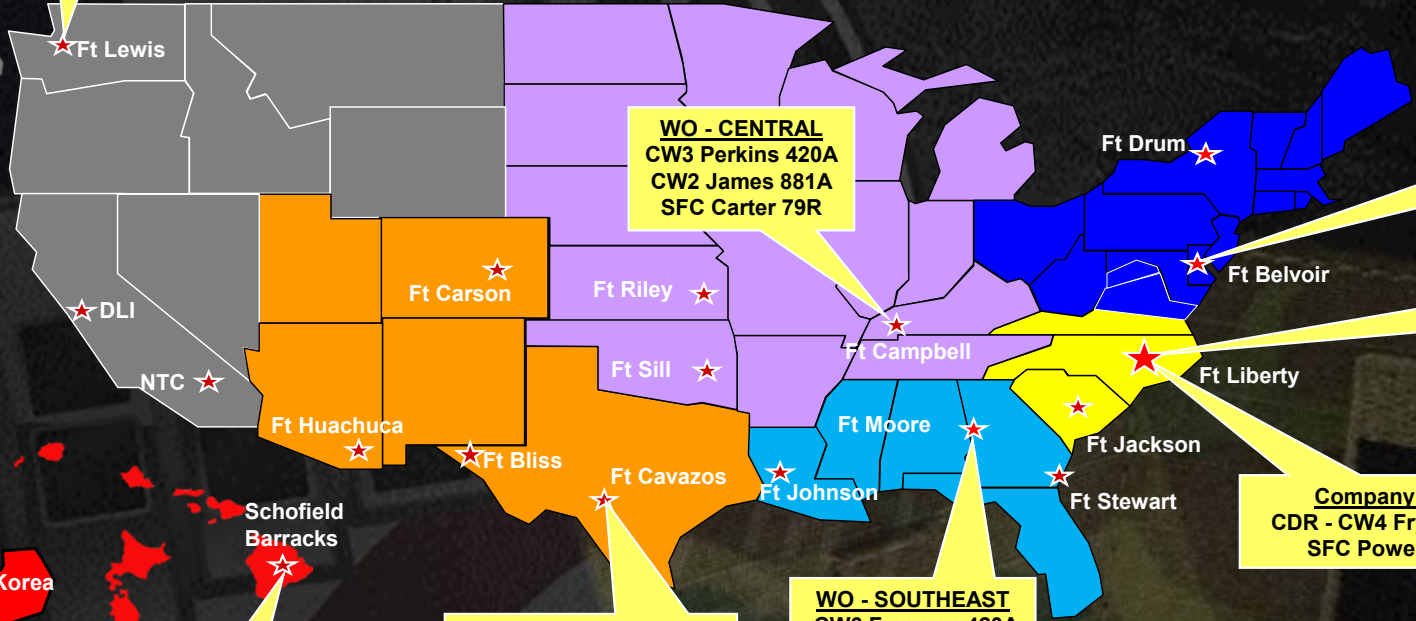 Ft Lewis
WO - CENTRAL
CW3 Perkins 420A
CW2 James 881A
SFC Carter 79R
Ft Drum
Ft Belvoir
Ft Carson
Ft Riley
DLI
Ft Campbell
Ft Sill
NTC
Ft Liberty
Ft Huachuca
Ft Moore
Ft Jackson
Ft Bliss
Ft Cavazos
Ft Johnson
Ft Stewart
Schofield
Barracks
Company
CDR - CW4
SFC
Korea
WO - SOUTHEAST